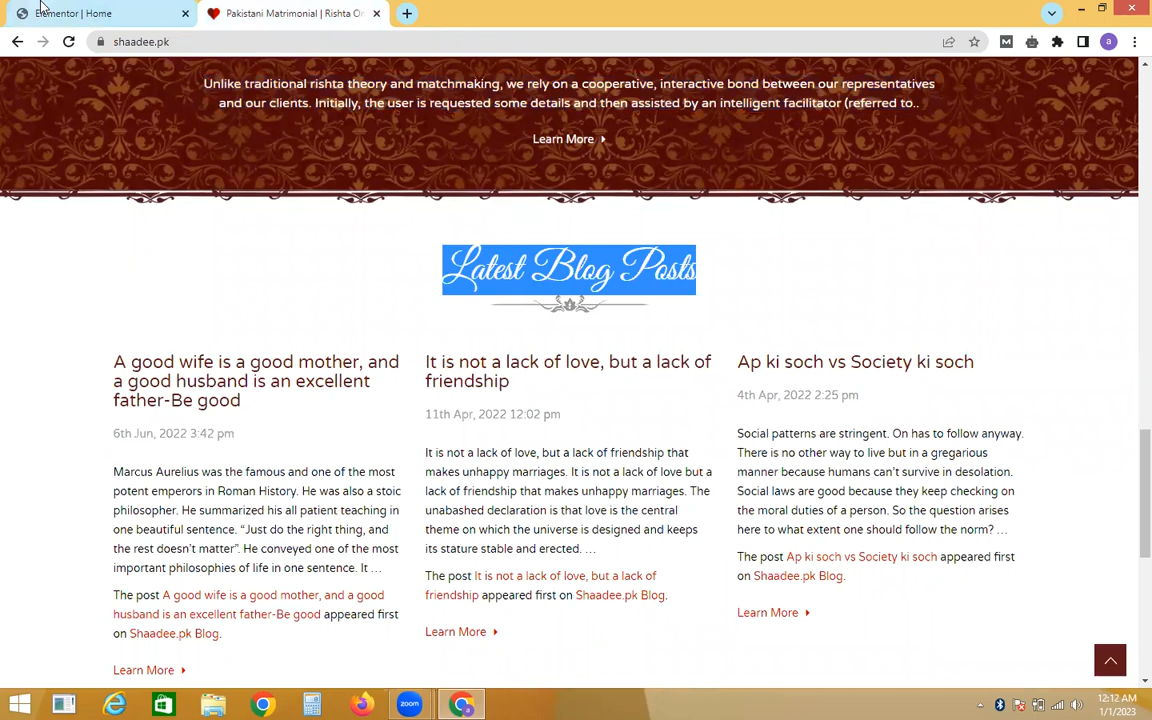 Elementor | Home
Pakistani Matrimonial | Rishta On
shaadee.pk
Unlike traditional rishta theory and matchmaking, we rely on a cooperative, interactive bond between our representatives
and our clients. Initially, the user is requested some details and then assisted by an intelligent facilitator (referred to..
Learn More
Latest Blog Posts
A good wife is a good mother, and
a good husband is an excellent
father-Be good
6th Jun, 2022 3:42 pm
Marcus Aurelius was the famous and one of the most
potent emperors in Roman History. He was also a stoic
philosopher. He summarized his all patient teaching in
one beautiful sentence. “Just do the right thing, and
the rest doesn’t matter”. He conveyed one of the most
important philosophies of life in one sentence. It …
The post A good wife is a good mother, and a good
husband is an excellent father-Be good appeared first
on Shaadee.pk Blog.
Learn More
It is not a lack of love, but a lack of
friendship
11th Apr, 2022 12:02 pm
It is not a lack of love, but a lack of friendship that
makes unhappy marriages. It is not a lack of love but a
lack of friendship that makes unhappy marriages. The
unabashed declaration is that love is the central
theme on which the universe is designed and keeps
its stature stable and erected. …
The post It is not a lack of love, but a lack of
friendship appeared first on Shaadee.pk Blog.
Learn More
Ap ki soch vs Society ki soch
4th Apr, 2022 2:25 pm
Social patterns are stringent. On has to follow anyway.
There is no other way to live but in a gregarious
manner because humans can’t survive in desolation.
Social laws are good because they keep checking on
the moral duties of a person. So the question arises
here to what extent one should follow the norm? …
The post Ap ki soch vs Society ki soch appeared first
on Shaadee.pk Blog.
Learn More
zoom
12:12 AM
1/1/2023